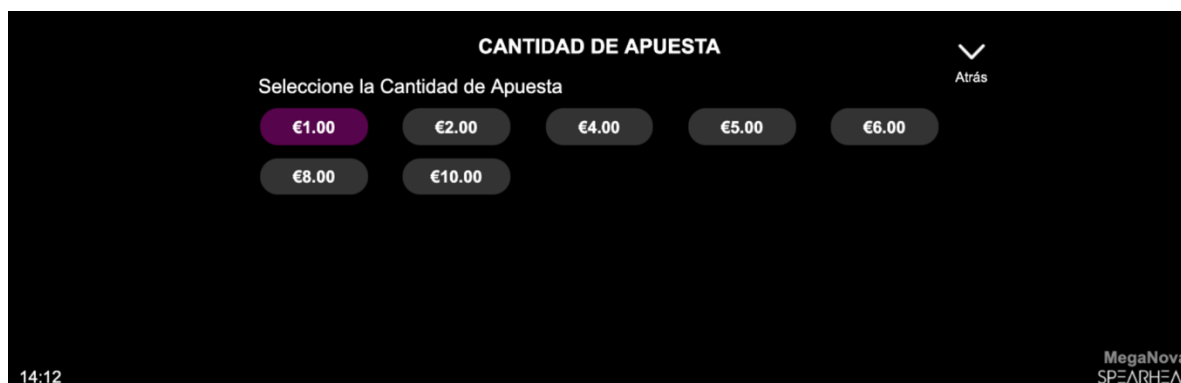 CANTIDAD DE APUESTA
Atrás
Seleccione la Cantidad de Apuesta
€1.00 €2.00 €4.00 €5.00 €6.00
€8.00 €10.00
MegaNova
14:12